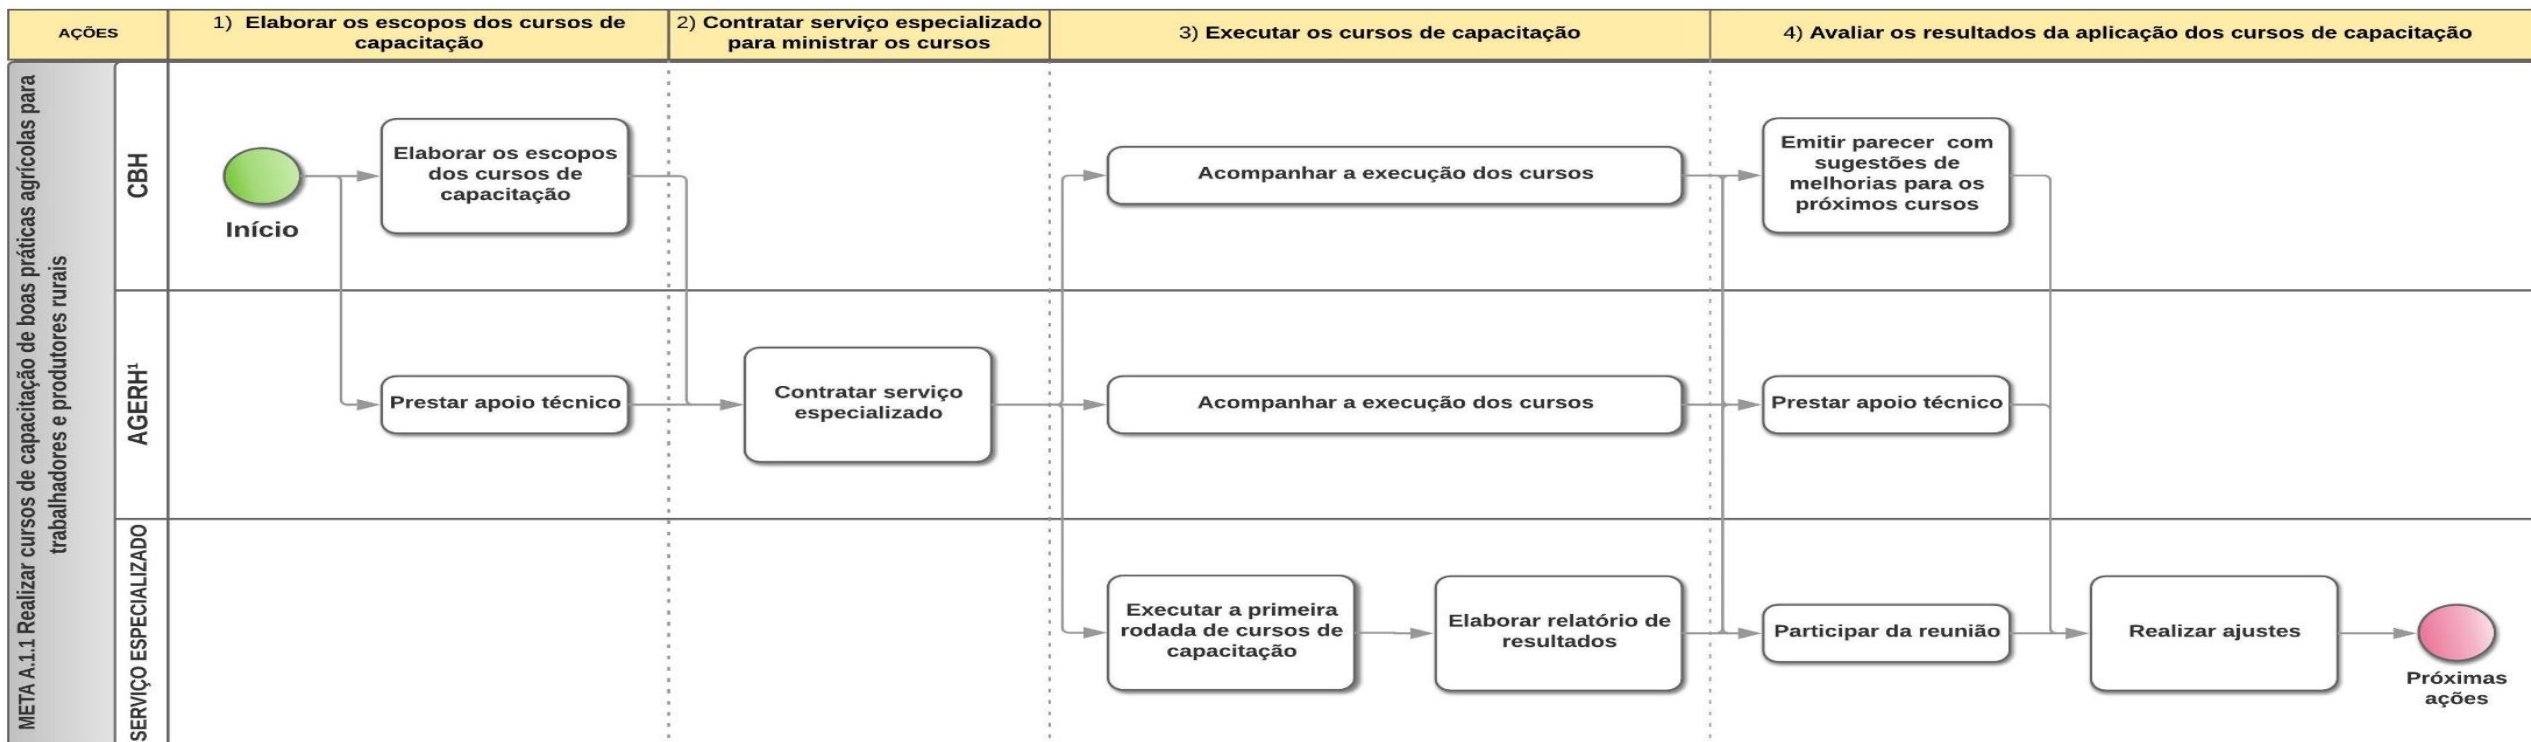 AÇÕES
1) Elaborar os escopos dos cursos de
capacitação
2) Contratar serviço especializado
para ministrar os cursos
3) Executar os cursos de capacitação
4) Avaliar os resultados da aplicação dos cursos de capacitação
META A.1.1 Realizar cursos de capacitação de boas práticas agrícolas para
trabalhadores e produtores rurais
CBH
Início
Elaborar os escopos
dos cursos de
capacitação
Acompanhar a execução dos cursos
Emitir parecer com
sugestões de
melhorias para os
próximos cursos
AGERH¹
Prestar apoio técnico
Contratar serviço
especializado
Acompanhar a execução dos cursos
Prestar apoio técnico
SERVIÇO ESPECIALIZADO
Executar a primeira
rodada de cursos de
capacitação
Elaborar relatório de
resultados
Participar da reunião
Realizar ajustes
Próximas
ações